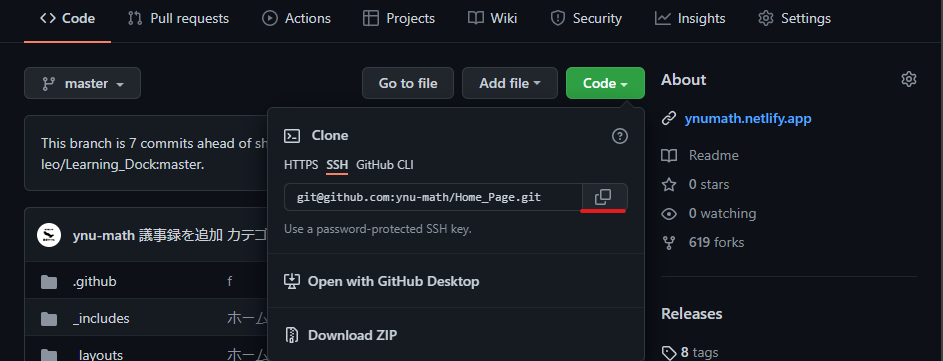 Code Pull requests Actions Projects Wiki Security Insights Settings
master Go to file Add file Code
This branch is 7 commits ahead of sh
leo/Learning_Dock:master.
ynu-math 議事録を追加 カテゴ
.github f
_includes ホーム
_layouts ホーム
Clone
HTTPS SSH GitHub CLI
git@github.com:ynu-math/Home_Page.git
Use a password-protected SSH key.
Open with GitHub Desktop
Download ZIP
About
ynumath.netlify.app
Readme
0 stars
0 watching
619 forks
Releases
8 tags